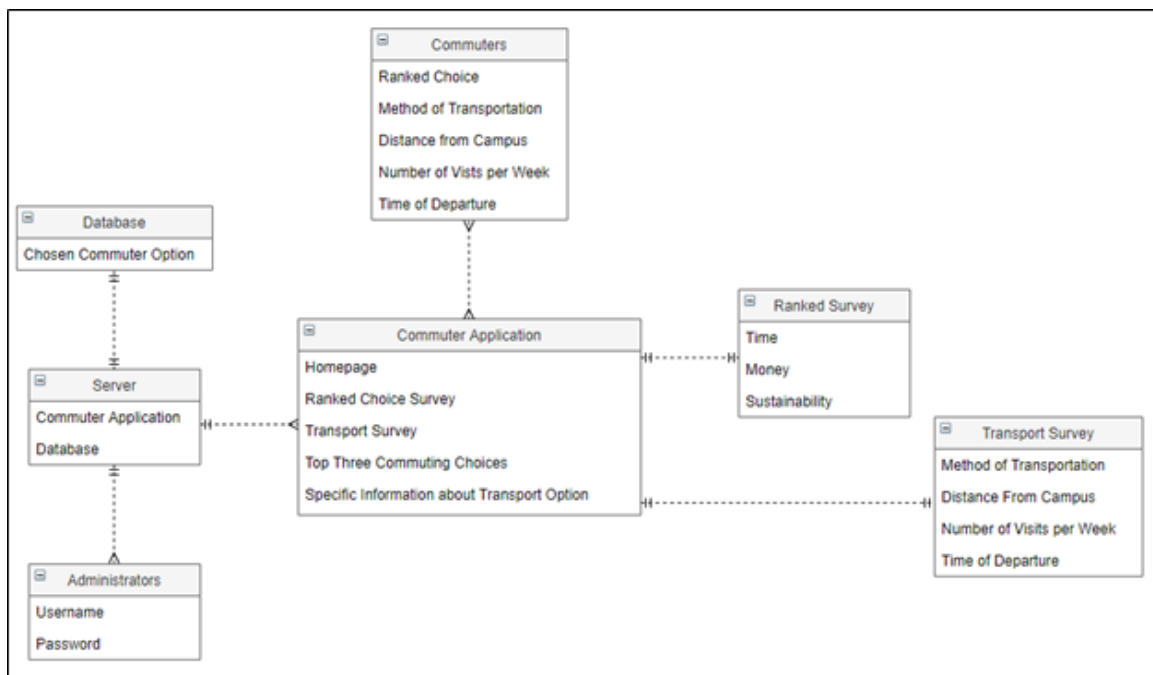 Commuters
Ranked Choice
Method of Transportation
Distance from Campus
Number of Vists per Week
Time of Departure
Database
Chosen Commuter Option
Server
Commuter Application
Database
Administrators
Username
Password
Commuter Application
Homepage
Ranked Choice Survey
Transport Survey
Top Three Commuting Choices
Specific Information about Transport Option
Ranked Survey
Time
Money
Sustainability
Transport Survey
Method of Transportation
Distance From Campus
Number of Visits per Week
Time of Departure